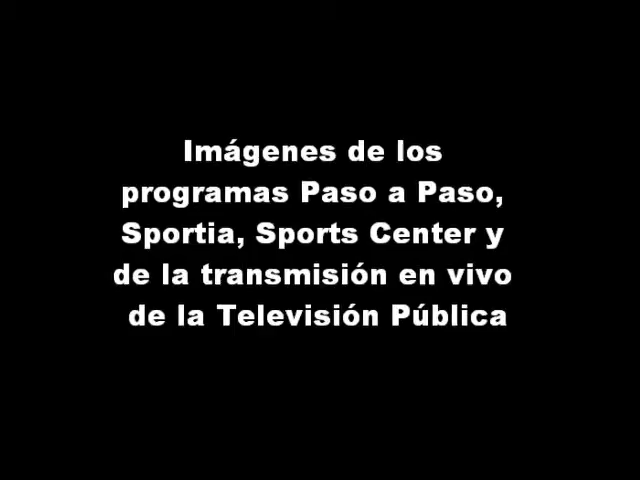 Imágenes de los
programas Paso a Paso,
Sportia, Sports Center y
de la transmisión en vivo
de la Televisión Pública